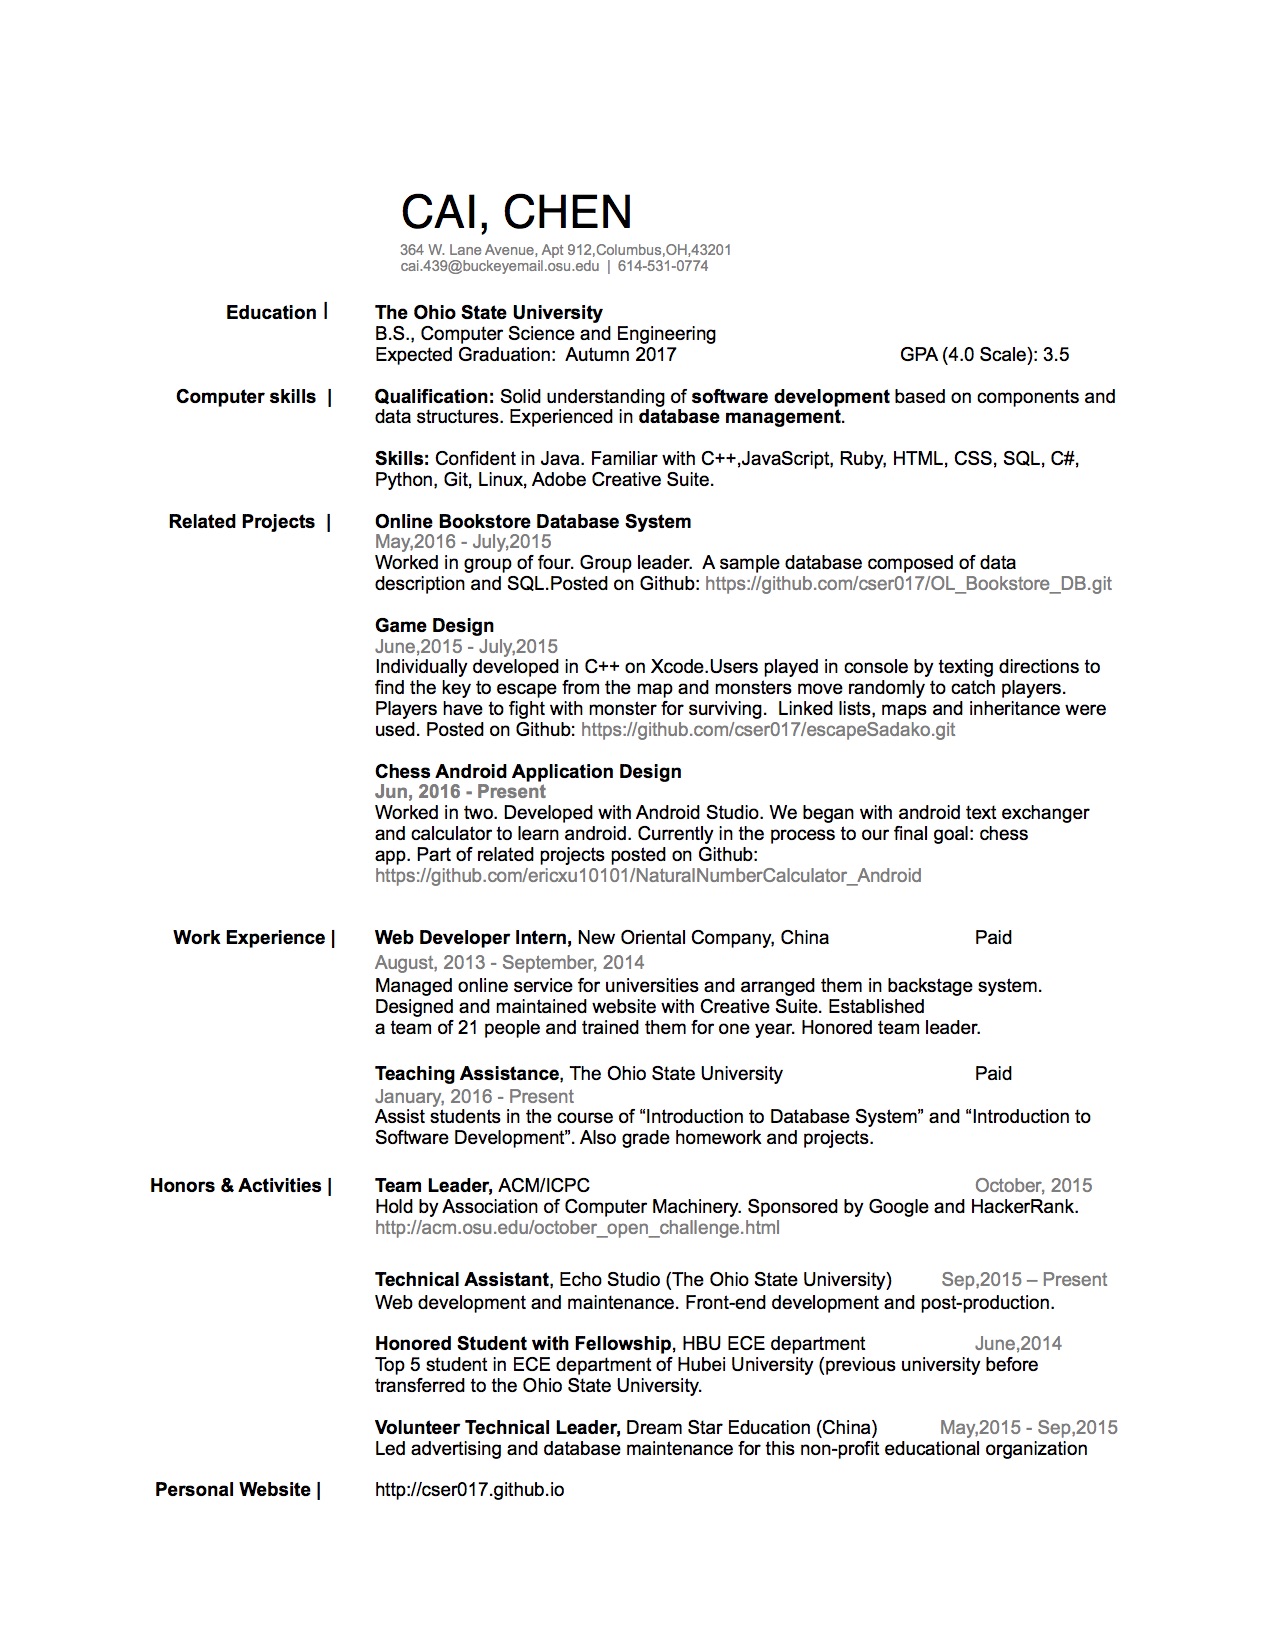 CAI, CHEN
364 W. Lane Avenue, Apt 912,Columbus,OH,43201
cai.439@buckeyemail.osu.edu | 614-531-0774
Education | The Ohio State University
B.S., Computer Science and Engineering
Expected Graduation: Autumn 2017 GPA (4.0 Scale): 3.5
Computer skills | Qualification: Solid understanding of software development based on components and
data structures. Experienced in database management.
Skills: Confident in Java. Familiar with C++,JavaScript, Ruby, HTML, CSS, SQL, C#,
Python, Git, Linux, Adobe Creative Suite.
Related Projects | Online Bookstore Database System
May,2016 - July,2015
Worked in group of four. Group leader. A sample database composed of data
description and SQL.Posted on Github: https://github.com/cser017/OL_Bookstore_DB.git
Game Design
June,2015 - July,2015
Individually developed in C++ on Xcode.Users played in console by texting directions to
find the key to escape from the map and monsters move randomly to catch players.
Players have to fight with monster for surviving. Linked lists, maps and inheritance were
used. Posted on Github: https://github.com/cser017/escapeSadako.git
Chess Android Application Design
Jun, 2016 - Present
Worked in two. Developed with Android Studio. We began with android text exchanger
and calculator to learn android. Currently in the process to our final goal: chess
app. Part of related projects posted on Github:
https://github.com/ericxu10101/NaturalNumberCalculator_Android
Work Experience | Web Developer Intern, New Oriental Company, China Paid
August, 2013 - September, 2014
Managed online service for universities and arranged them in backstage system.
Designed and maintained website with Creative Suite. Established
a team of 21 people and trained them for one year. Honored team leader.
Teaching Assistance, The Ohio State University Paid
January, 2016 - Present
Assist students in the course of “Introduction to Database System” and “Introduction to
Software Development”. Also grade homework and projects.
Honors & Activities | Team Leader, ACM/ICPC October, 2015
Hold by Association of Computer Machinery. Sponsored by Google and HackerRank.
http://acm.osu.edu/october_open_challenge.html
Technical Assistant, Echo Studio (The Ohio State University) Sep,2015 – Present
Web development and maintenance. Front-end development and post-production.
Honored Student with Fellowship, HBU ECE department June,2014
Top 5 student in ECE department of Hubei University (previous university before
transferred to the Ohio State University.
Volunteer Technical Leader, Dream Star Education (China) May,2015 - Sep,2015
Led advertising and database maintenance for this non-profit educational organization
Personal Website | http://cser017.github.io